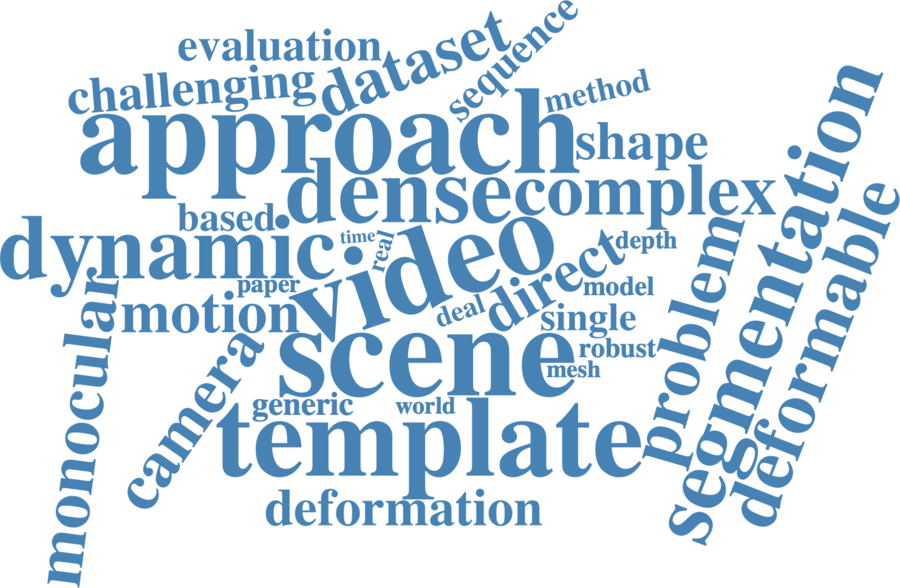 evaluation
dataset
sequence
challenging
method
approach
shape
dense
complex
based
dynamic
time
real
video
direct
depth
paper
motion
deal
model
single
scene
robust
mesh
monocular
camera
generic
world
template
problem
segmentation
deformable
deformation